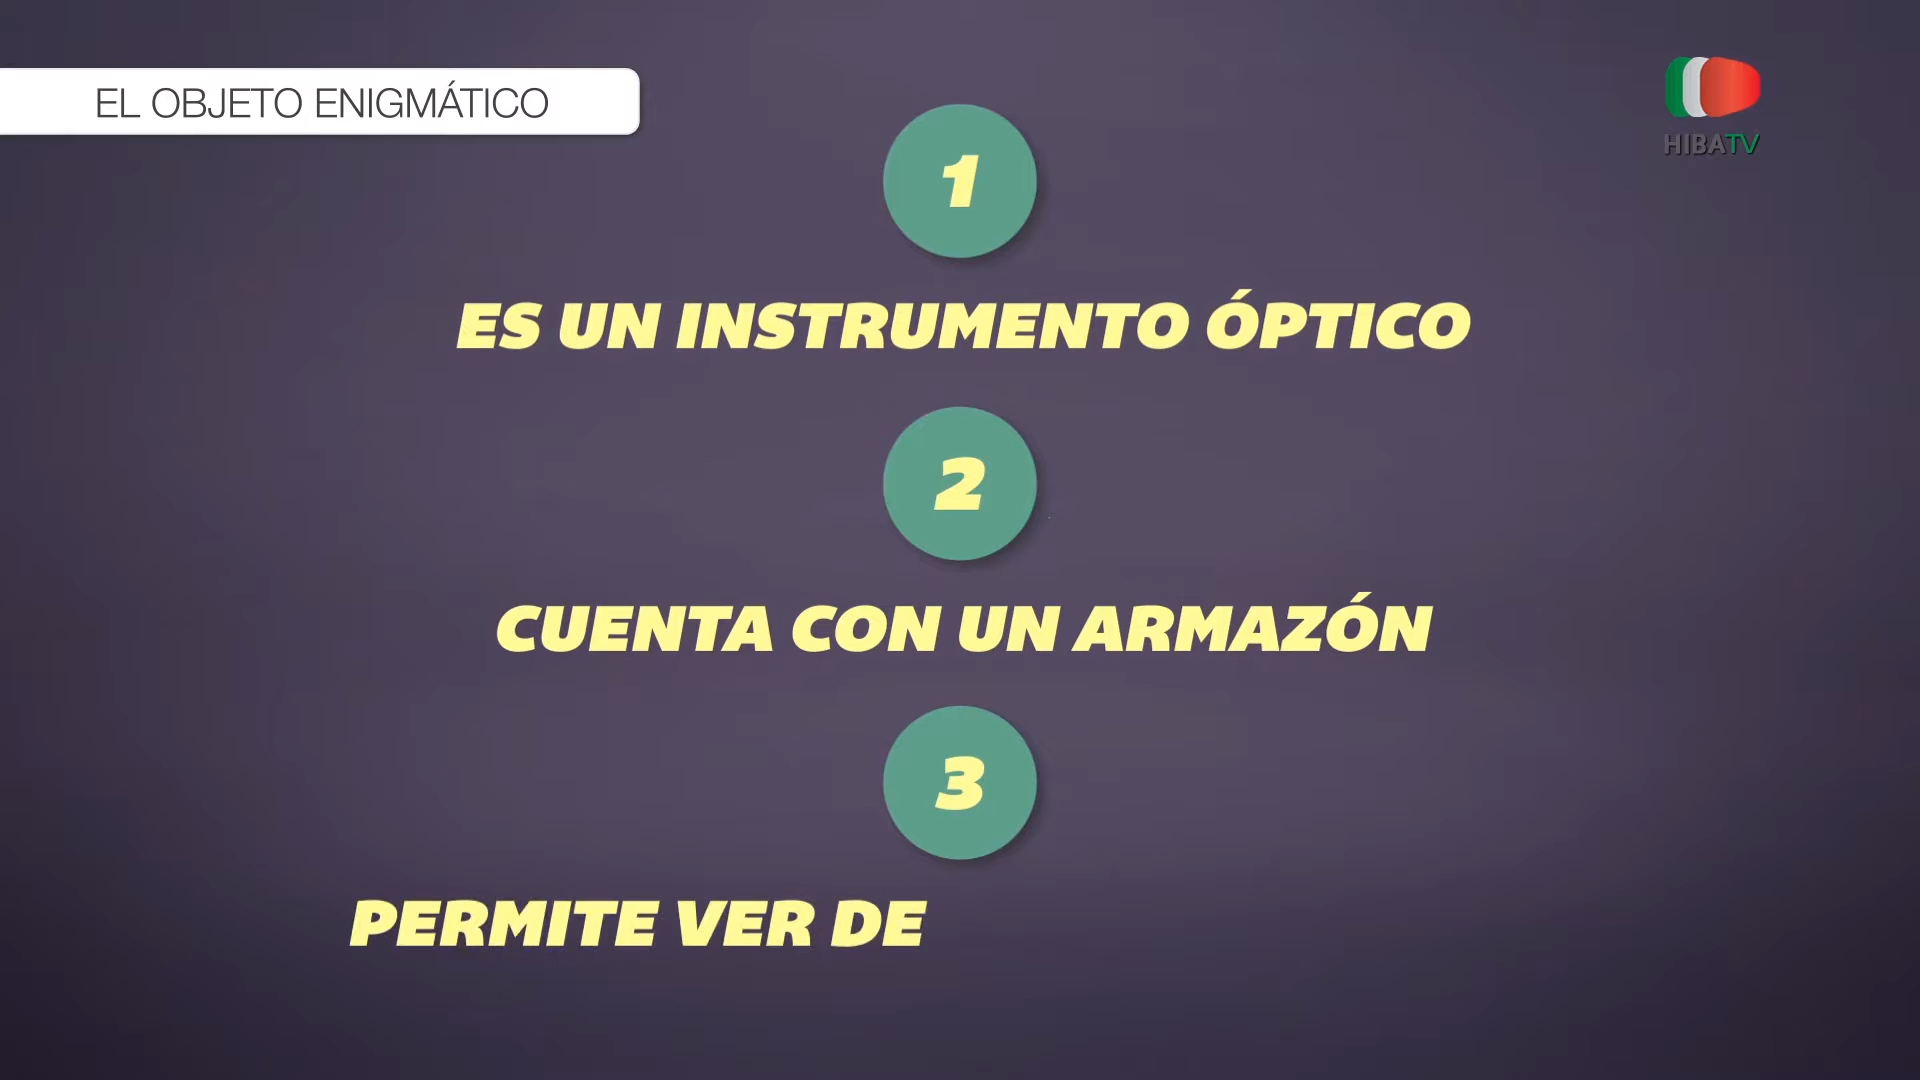 EL OBJETO ENIGMÁTICO
HIBATV
1
ES UN INSTRUMENTO ÓPTICO
2
CUENTA CON UN ARMAZÓN
3
PERMITE VER DE